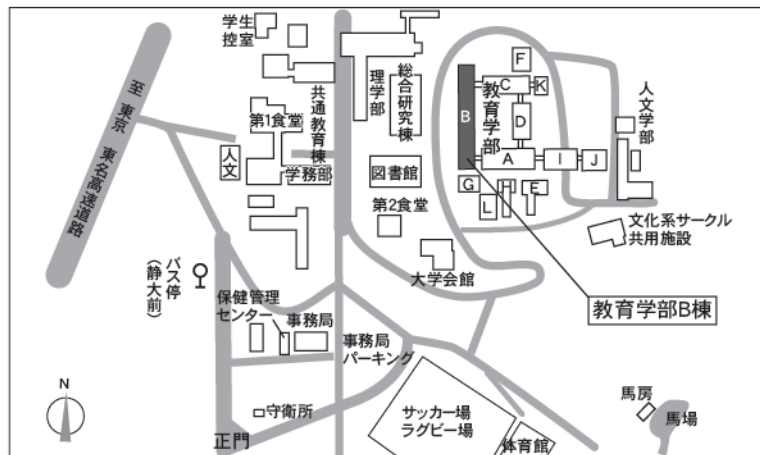 学生
控室
至 東京 東名高速道路
第1食堂
共通教育棟
人文
学務部
理学部
総合研究棟
図書館
第2食堂
大学会館
F
C
K
教育学部
B
D
A
I
J
G
H
E
L
人文学部
文化系サークル
共用施設
教育学部B棟
バス停
(静大前)
保健管理
センター
事務局
事務局
パーキング
守衛所
正門
サッカー場
ラグビー場
体育館
馬房
馬場
N